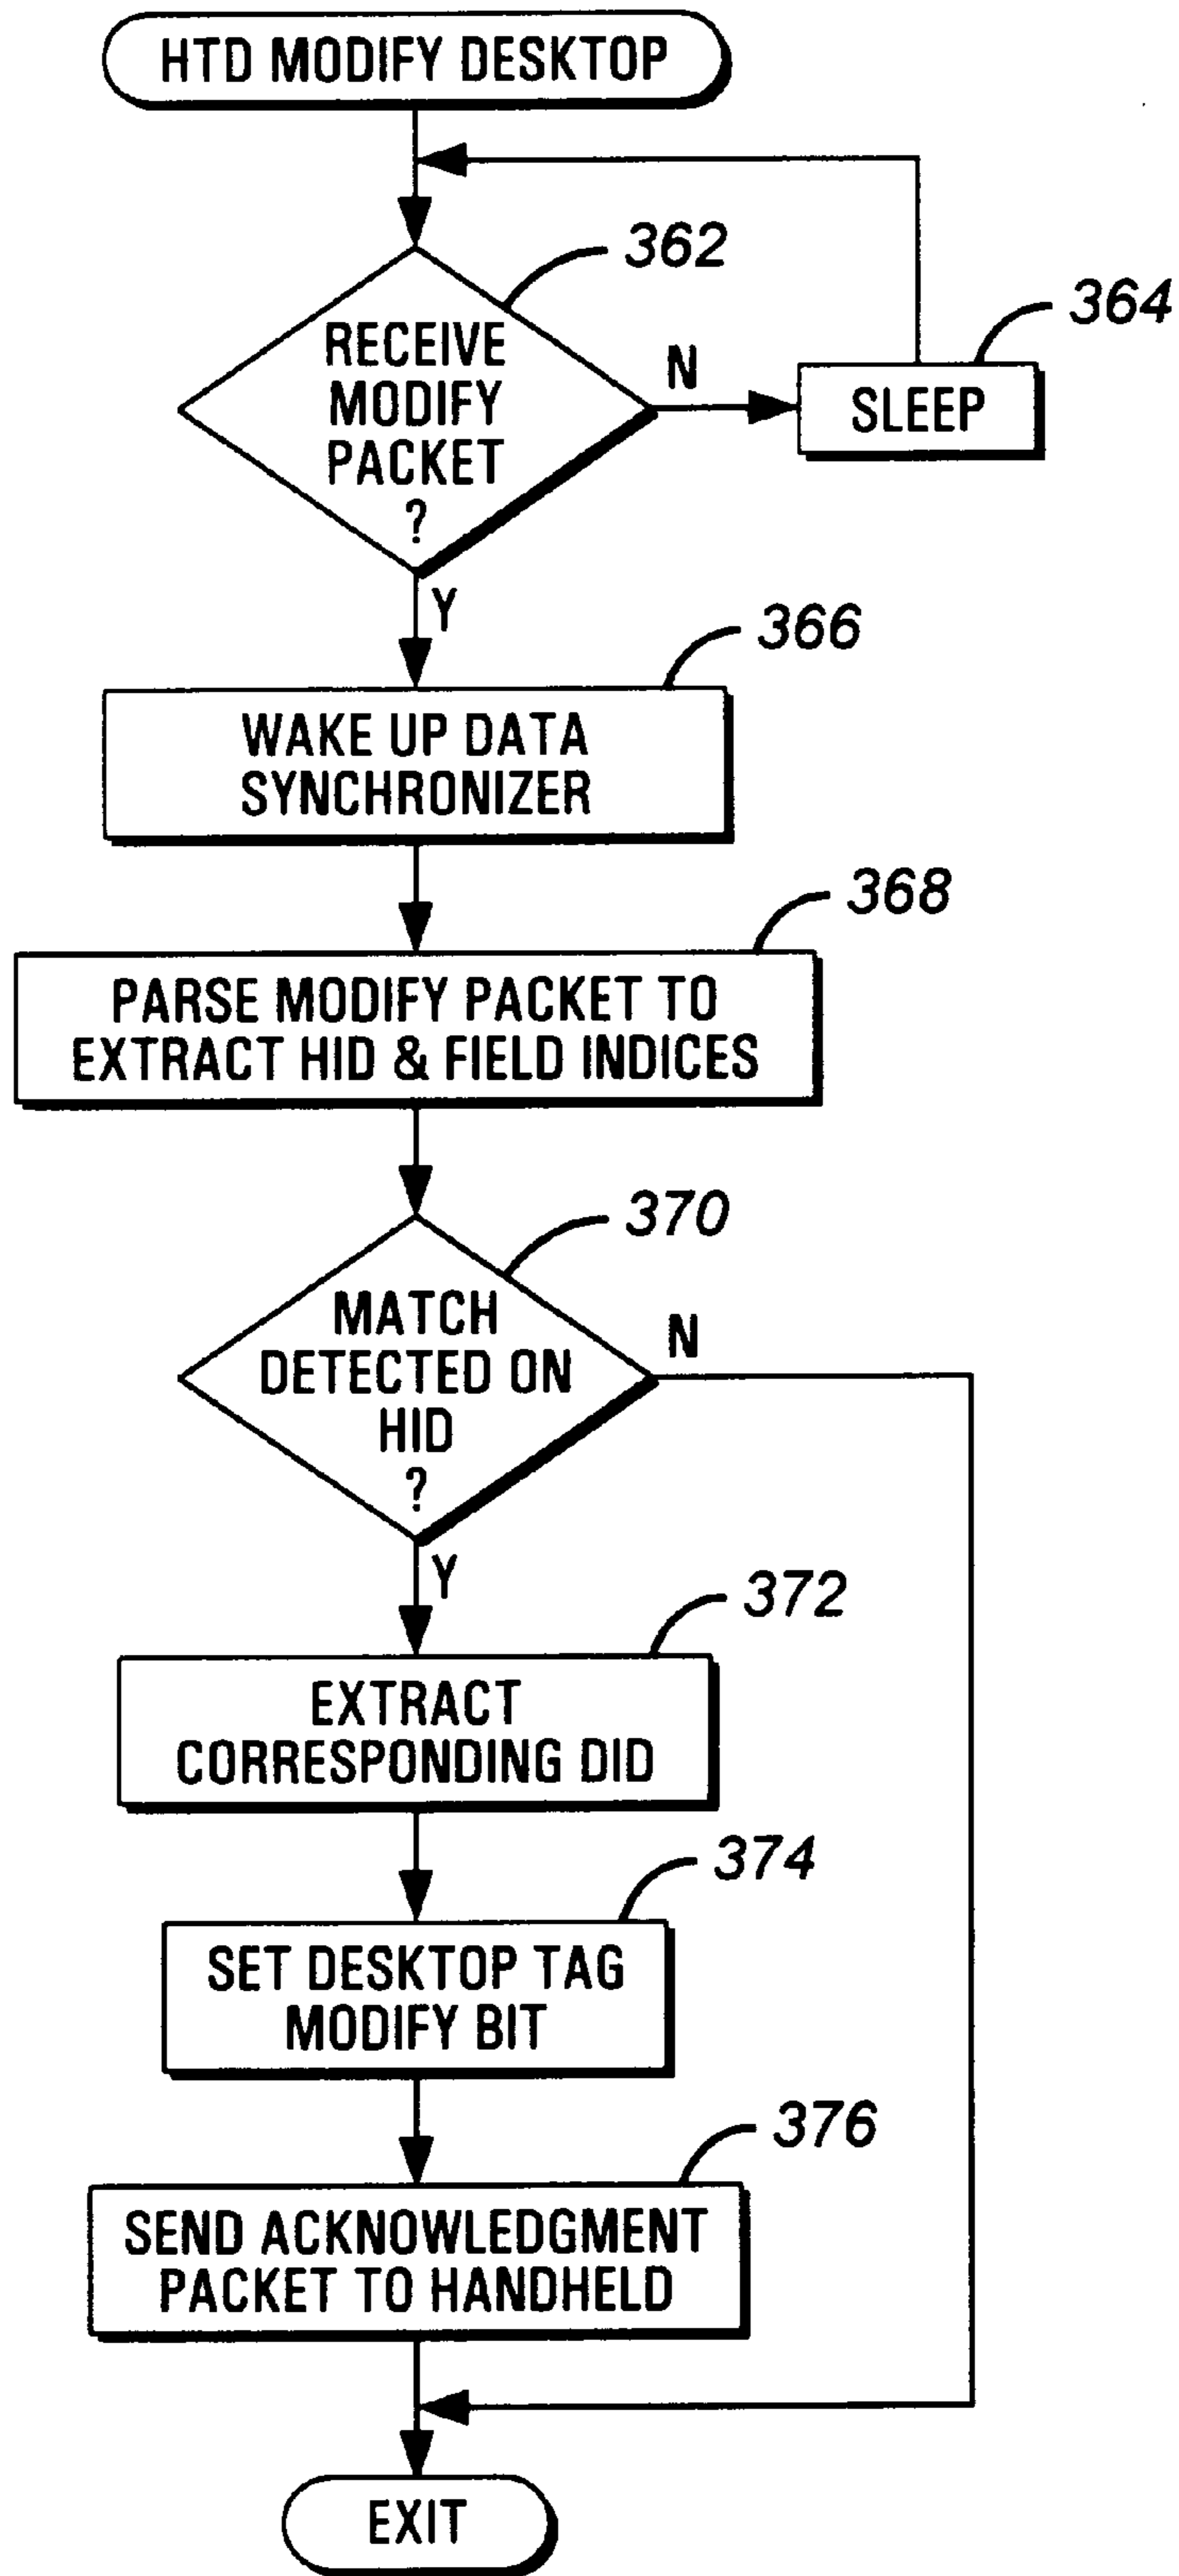 HTD MODIFY DESKTOP
362
364
RECEIVE
MODIFY
PACKET
?
N
SLEEP
Y
366
WAKE UP DATA
SYNCHRONIZER
368
PARSE MODIFY PACKET TO
EXTRACT HID & FIELD INDICES
370
MATCH
DETECTED ON
HID
?
N
Y
372
EXTRACT
CORRESPONDING DID
374
SET DESKTOP TAG
MODIFY BIT
376
SEND ACKNOWLEDGMENT
PACKET TO HANDHELD
EXIT